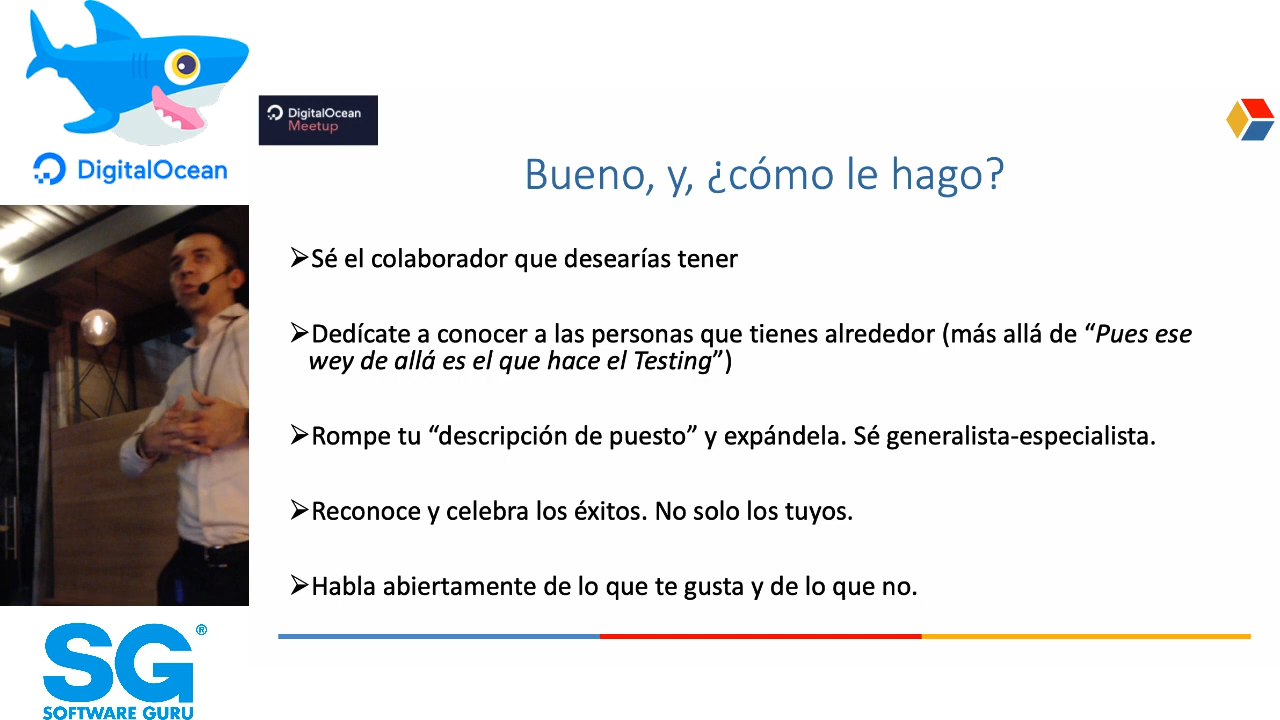 DigitalOcean
DigitalOcean
Meetup
Bueno, y, ¿cómo le hago?
➢Sé el colaborador que desearías tener
➢Dedícate a conocer a las personas que tienes alrededor (más allá de “Pues ese
wey de allá es el que hace el Testing”)
➢Rompe tu “descripción de puesto” y expándela. Sé generalista-especialista.
➢Reconoce y celebra los éxitos. No solo los tuyos.
➢Habla abiertamente de lo que te gusta y de lo que no.
SG®
SOFTWARE GURU